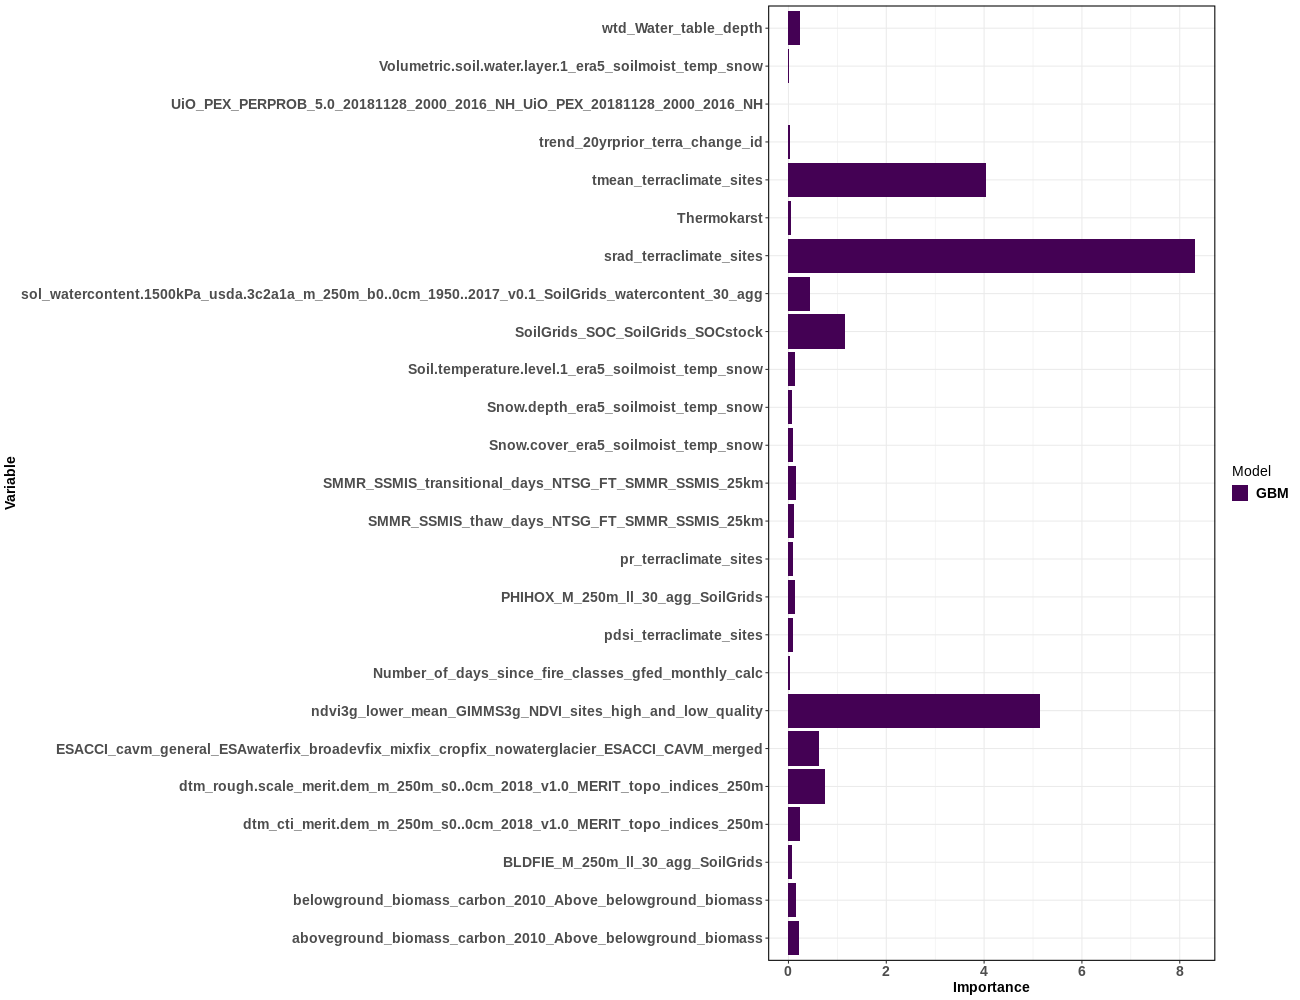 wtd_Water_table_depth
Volumetric.soil.water.layer.1_era5_soilmoist_temp_snow
UiO_PEX_PERPROB_5.0_20181128_2000_2016_NH_UiO_PEX_20181128_2000_2016_NH
trend_20yrprior_terra_change_id
tmean_terraclimate_sites
Thermokarst
srad_terraclimate_sites
sol_watercontent.1500kPa_usda.3c2a1a_m_250m_b0..0cm_1950..2017_v0.1_SoilGrids_watercontent_30_agg
SoilGrids_SOC_SoilGrids_SOCstock
Soil.temperature.level.1_era5_soilmoist_temp_snow
Snow.depth_era5_soilmoist_temp_snow
Snow.cover_era5_soilmoist_temp_snow
SMMR_SSMIS_transitional_days_NTSG_FT_SMMR_SSMIS_25km
SMMR_SSMIS_thaw_days_NTSG_FT_SMMR_SSMIS_25km
pr_terraclimate_sites
PHIHOX_M_250m_ll_30_agg_SoilGrids
pdsi_terraclimate_sites
Number_of_days_since_fire_classes_gfed_monthly_calc
ndvi3g_lower_mean_GIMMS3g_NDVI_sites_high_and_low_quality
ESACCI_cavm_general_ESAwaterfix_broadevfix_mixfix_cropfix_nowaterglacier_ESACCI_CAVM_merged
dtm_rough.scale_merit.dem_m_250m_s0..0cm_2018_v1.0_MERIT_topo_indices_250m
dtm_cti_merit.dem_m_250m_s0..0cm_2018_v1.0_MERIT_topo_indices_250m
BLDFIE_M_250m_ll_30_agg_SoilGrids
belowground_biomass_carbon_2010_Above_belowground_biomass
aboveground_biomass_carbon_2010_Above_belowground_biomass
Variable
0 2 4 6 8
Importance
Model
GBM